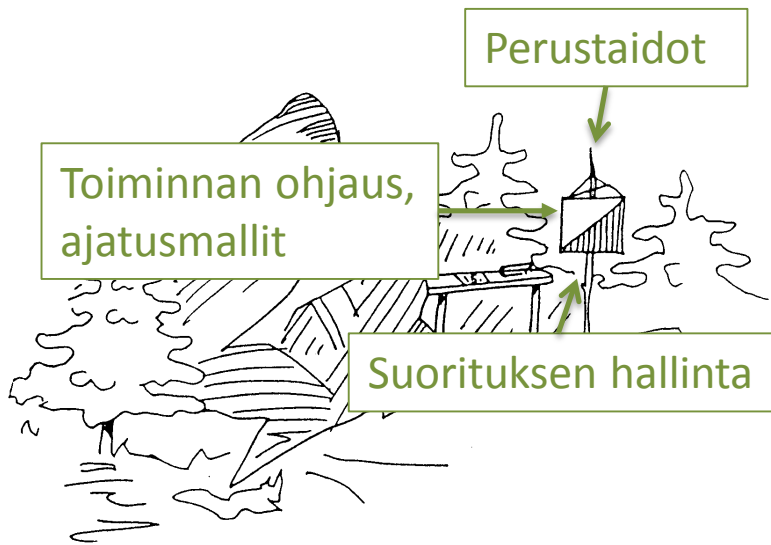 Perustaidot
Toiminnan ohjaus,
ajatusmallit
Suorituksen hallinta